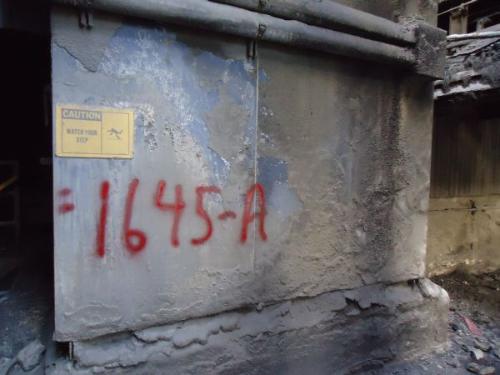 CAUTION
WATCH YOUR
STEP
=1645-A